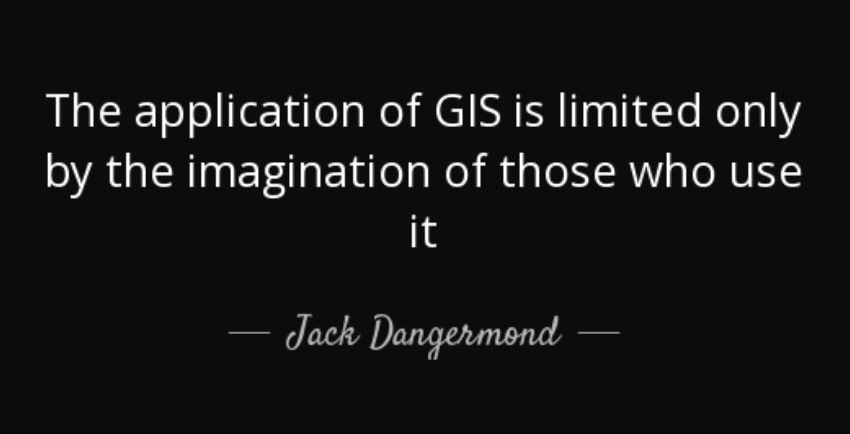 The application of GIS is limited only
by the imagination of those who use
it
Jack Dangermond